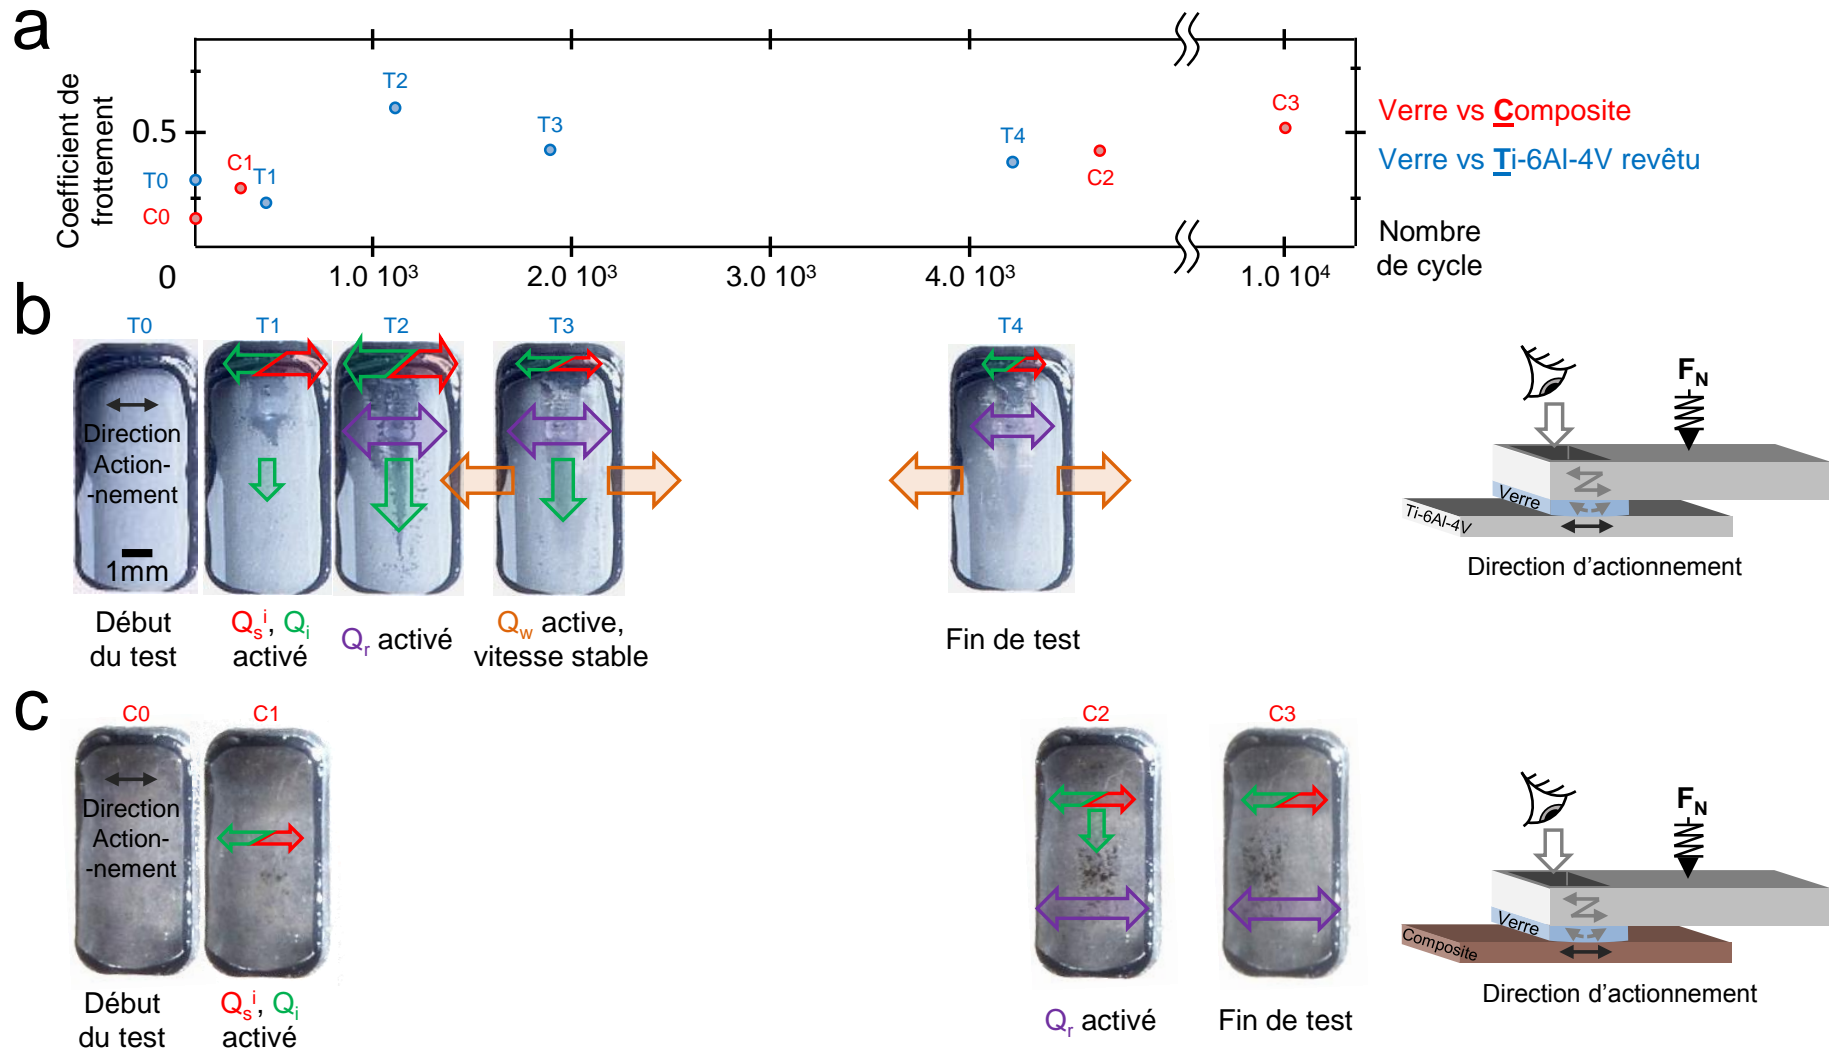 a
Coefficient de
frottement
0.5
0
T0
C0
C1
T1
T2
T3
T4
C2
C3
1.0 10³
2.0 10³
3.0 10³
4.0 10³
1.0 10⁴
Verre vs Composite
Verre vs Ti-6Al-4V revêtu
Nombre
de cycle
b
T0
T1
T2
T3
T4
Direction
Action-
-nement
1mm
Début
du test
Qsⁱ, Qi
activé
Qr activé
Qw active,
vitesse stable
Fin de test
FN
Verre
Ti-6Al-4V
Direction d'actionnement
c
C0
C1
C2
C3
Direction
Action-
-nement
Début
du test
Qsⁱ, Qi
activé
Qr activé
Fin de test
FN
Verre
Composite
Direction d'actionnement